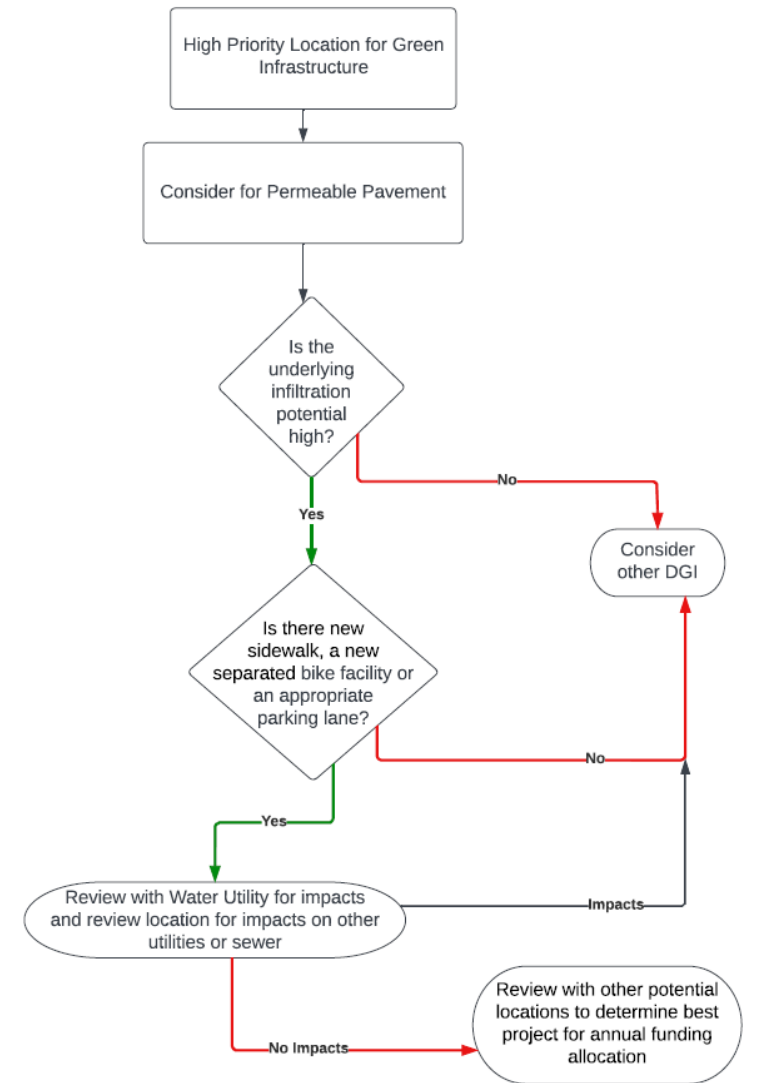 High Priority Location for Green
Infrastructure
Consider for Permeable Pavement
Is the
underlying
infiltration
potential
high?
No
Yes
Consider
other DGI
Is there new
sidewalk, a new
separated bike facility or
an appropriate
parking lane?
No
Yes
Review with Water Utility for impacts
and review location for impacts on other
utilities or sewer
Impacts
Review with other potential
locations to determine best
project for annual funding
allocation
No Impacts